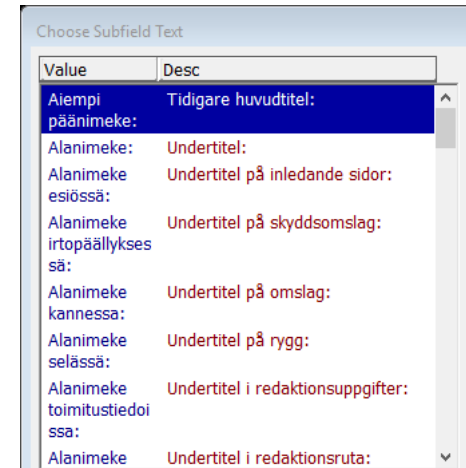 Choose Subfield Text
Value Desc
Aiempi Tidigare huvudtitel:
päänimeke:
Alanimeke: Undertitel:
Alanimeke Undertitel på inledande sidor:
esiössä:
Alanimeke Undertitel på skyddsomslag:
irtopäällykses
sä:
Alanimeke Undertitel på omslag:
kannessa:
Alanimeke Undertitel på rygg:
selässä:
Alanimeke Undertitel i redaktionsuppgifter:
toimitustiedoi
ssa:
Alanimeke Undertitel i redaktionsruta: